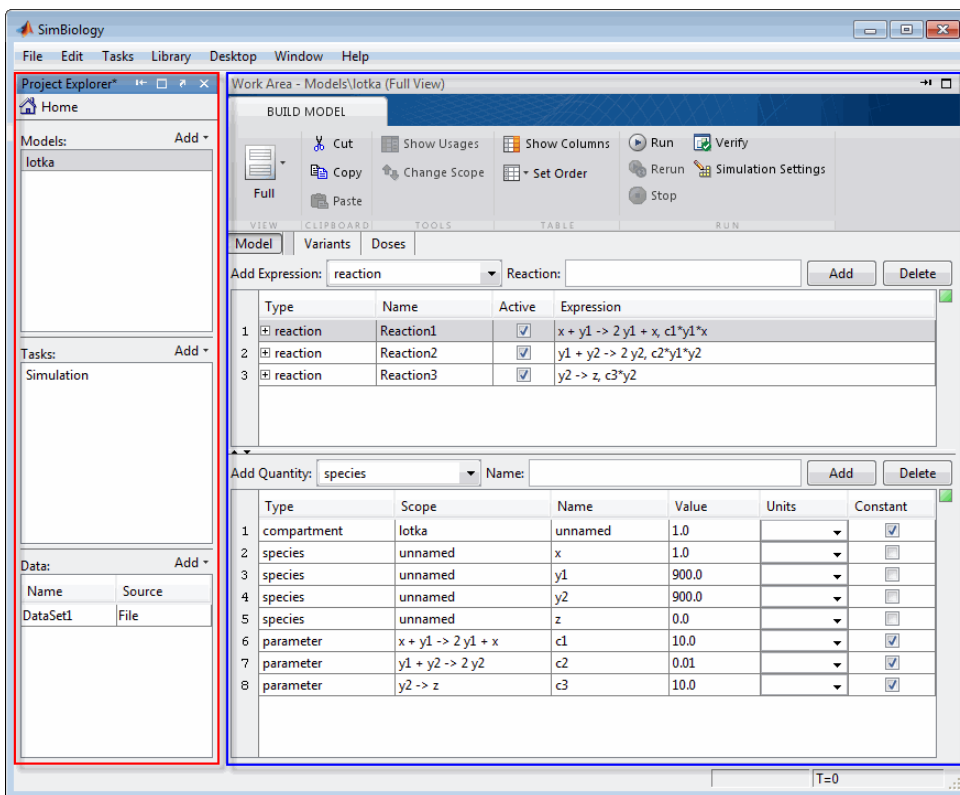 SimBiology
File Edit Tasks Library Desktop Window Help
Project Explorer*
Home
Models: Add
lotka
Tasks: Add
Simulation
Data: Add
Name Source
DataSet1 File
Work Area - Models\lotka (Full View)
BUILD MODEL
Full
VIEW
Cut
Copy
Paste
CLIPBOARD
Show Usages
Change Scope
TOOLS
Show Columns
Set Order
TABLE
Run Verify
Rerun Simulation Settings
Stop
RUN
Model Variants Doses
Add Expression: reaction Reaction: Add Delete
Type Name Active Expression
1 reaction Reaction1 x + y1 -> 2 y1 + x, c1*y1*x
2 reaction Reaction2 y1 + y2 -> 2 y2, c2*y1*y2
3 reaction Reaction3 y2 -> z, c3*y2
Add Quantity: species Name: Add Delete
Type Scope Name Value Units Constant
1 compartment lotka unnamed 1.0
2 species unnamed x 1.0
3 species unnamed y1 900.0
4 species unnamed y2 900.0
5 species unnamed z 0.0
6 parameter x + y1 -> 2 y1 + x c1 10.0
7 parameter y1 + y2 -> 2 y2 c2 0.01
8 parameter y2 -> z c3 10.0
T=0